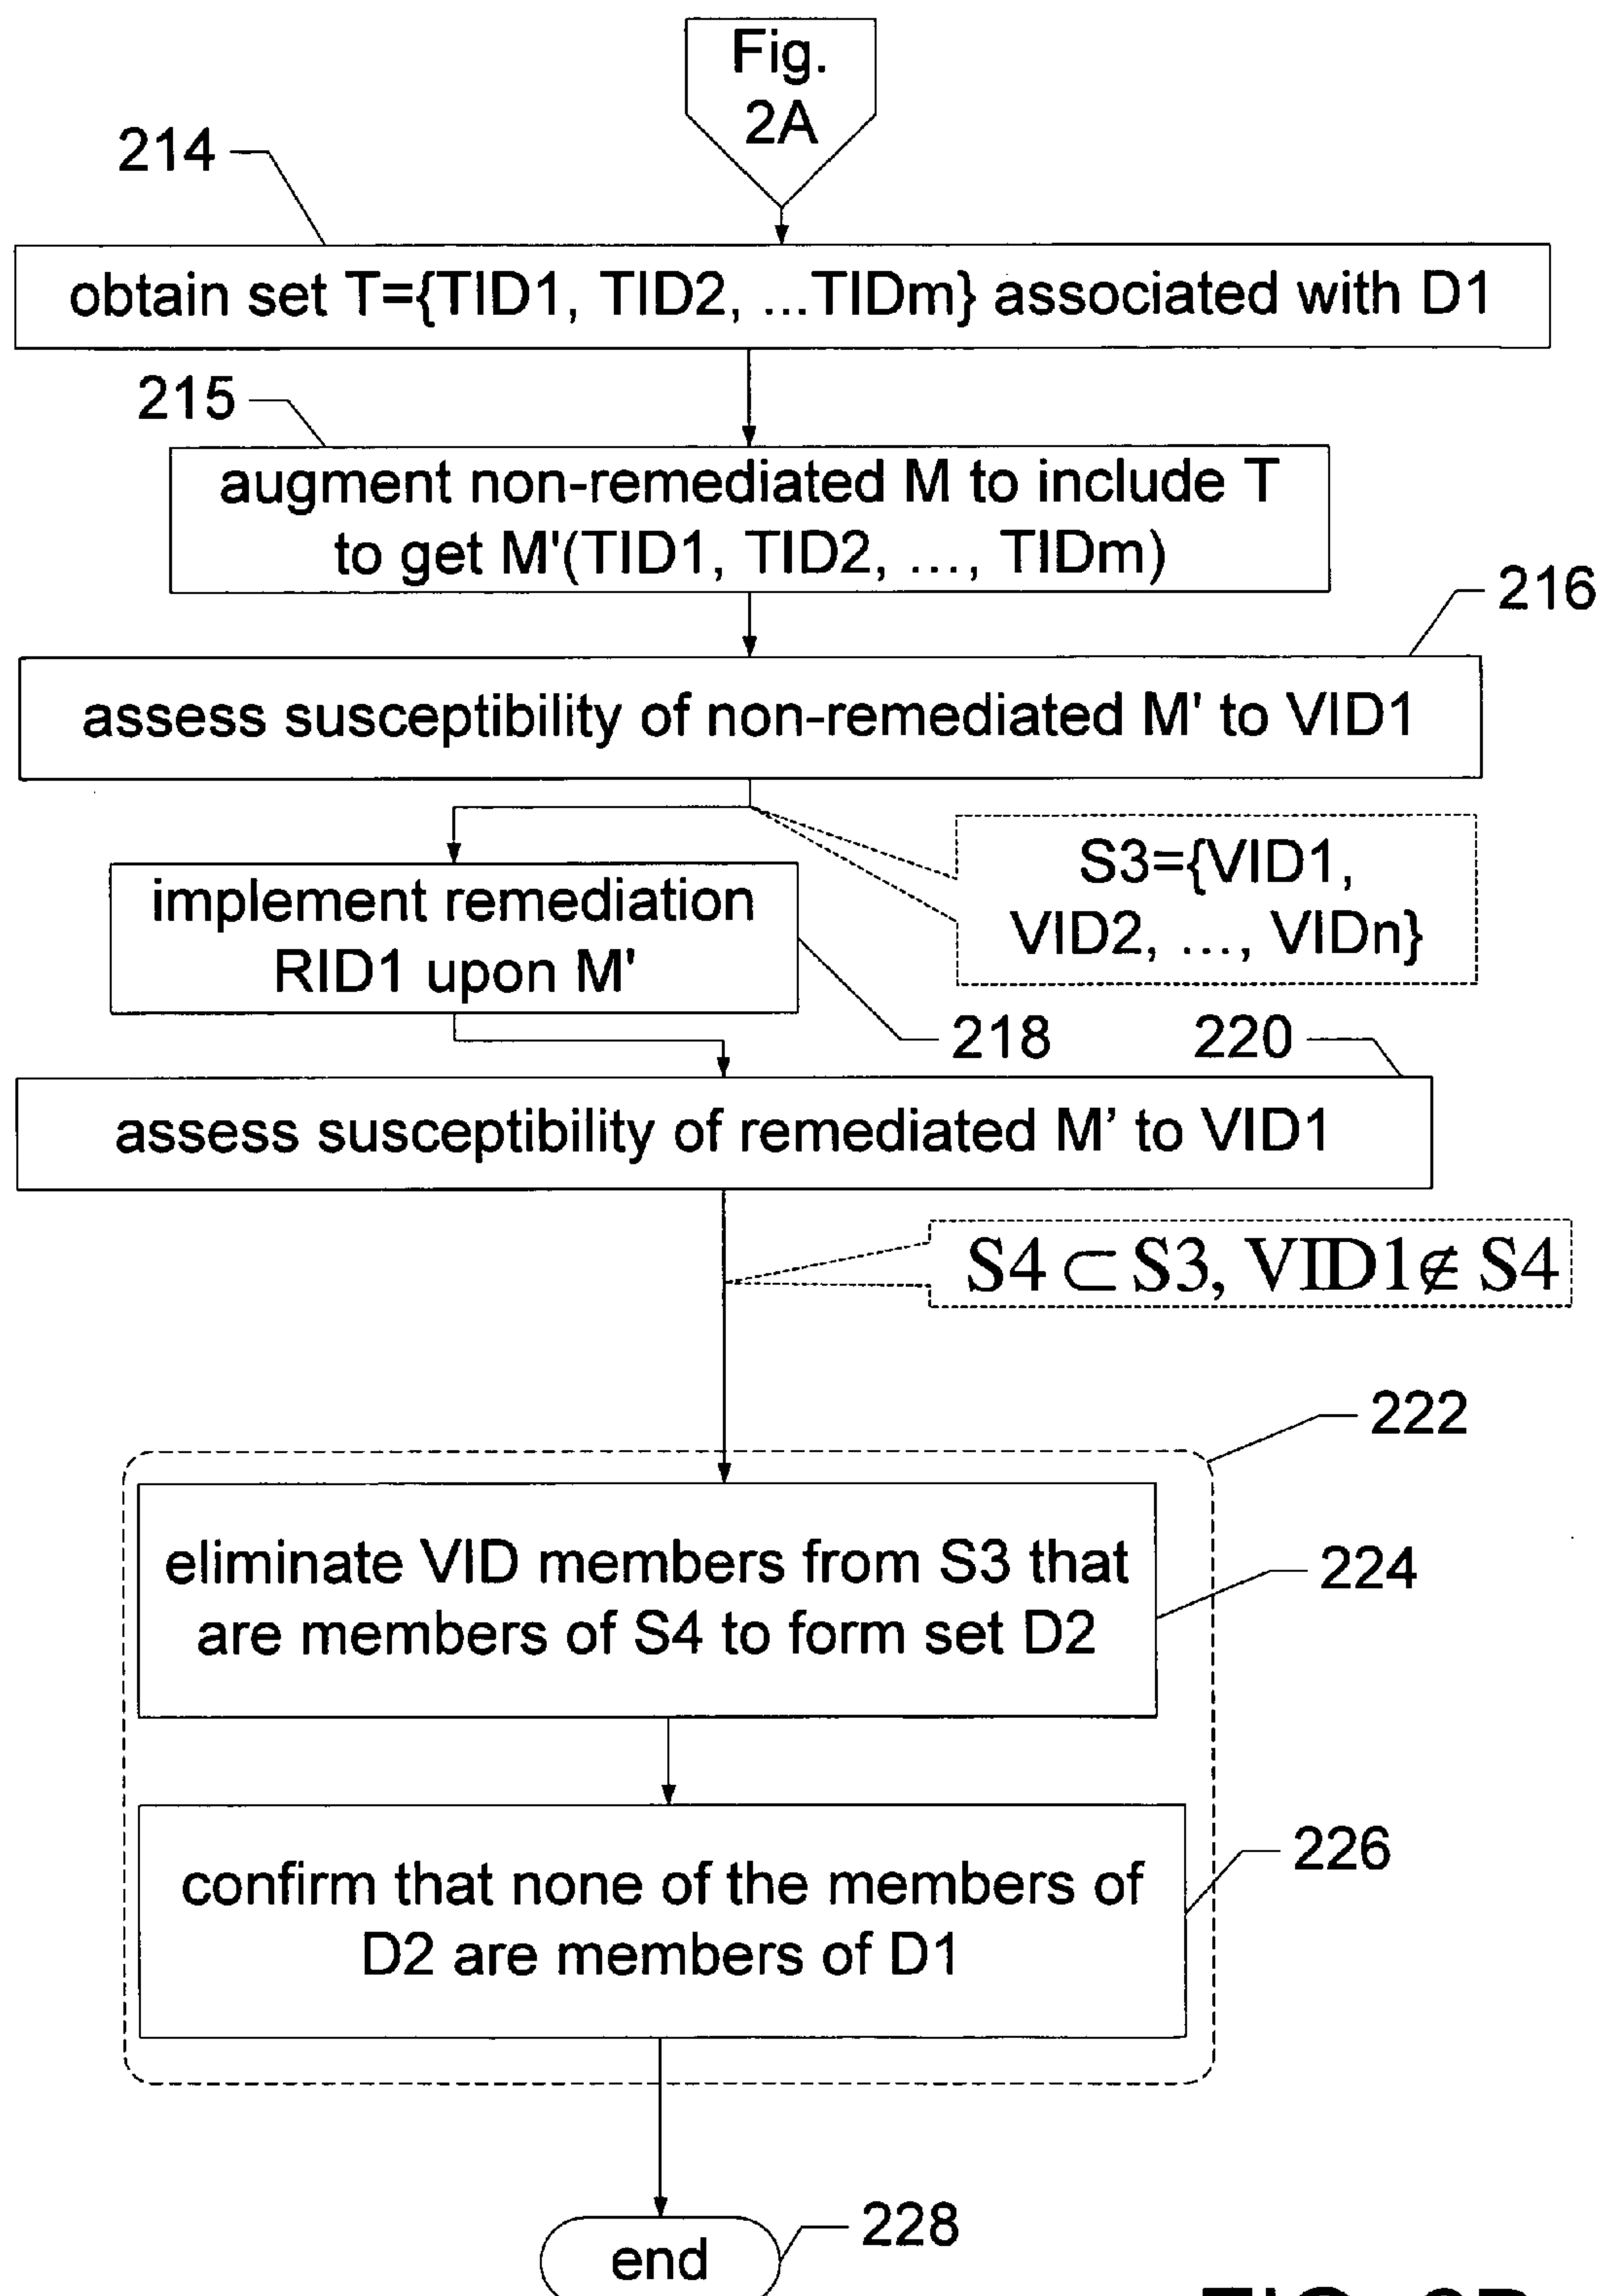 Fig.
2A
214
obtain set T={TID1, TID2, ...TIDm} associated with D1
215
augment non-remediated M to include T
to get M'(TID1, TID2, ..., TIDm)
216
assess susceptibility of non-remediated M' to VID1
S3={VID1,
VID2, ..., VIDn}
implement remediation
RID1 upon M'
218
220
assess susceptibility of remediated M’ to VID1
S4 ⊂ S3, VID1∉ S4
222
eliminate VID members from S3 that
are members of S4 to form set D2
224
confirm that none of the members of
D2 are members of D1
226
228
end